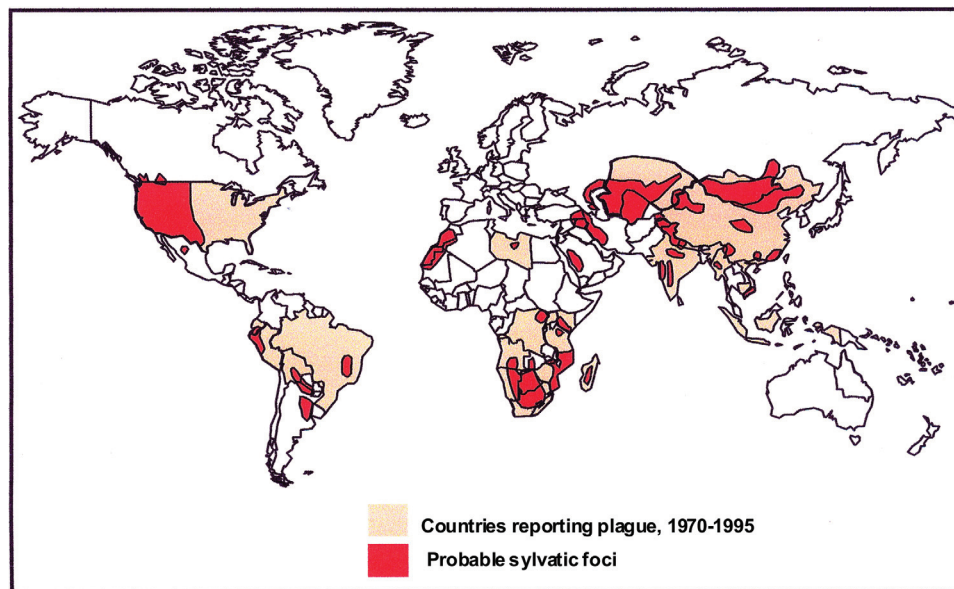 Countries reporting plague, 1970-1995
Probable sylvatic foci